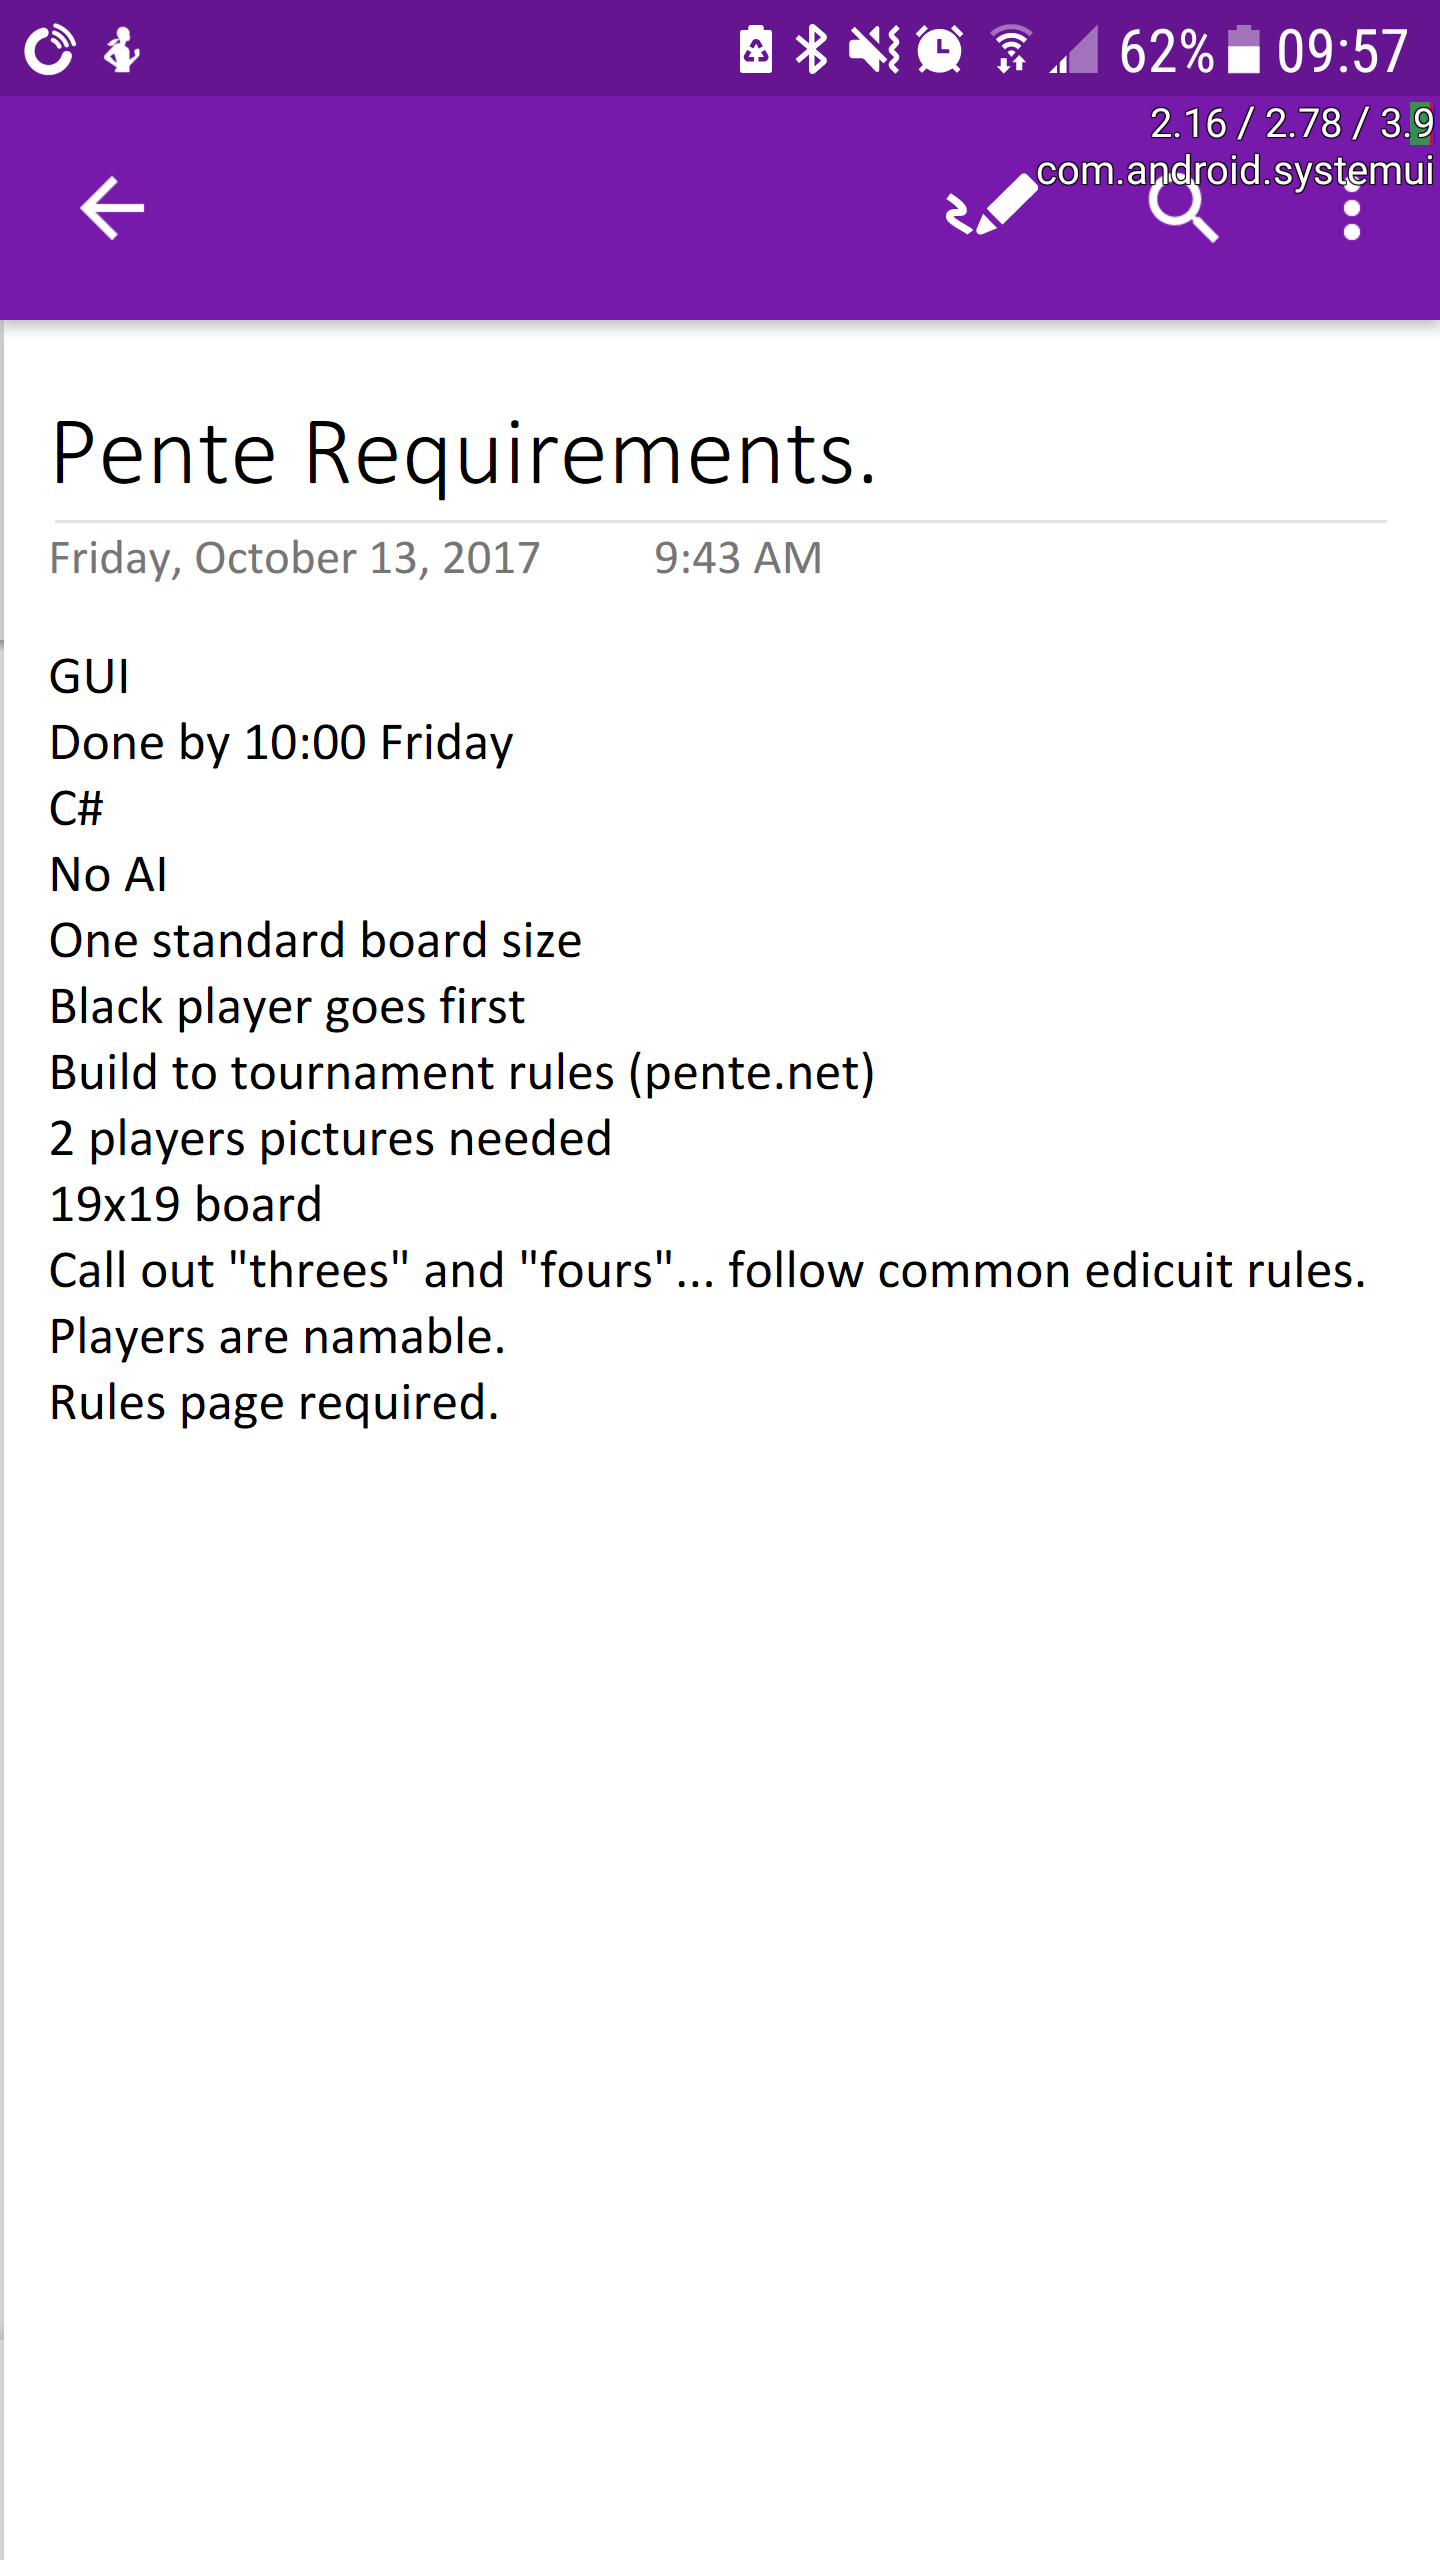 62% 09:57
2.16 / 2.78 / 3.9
com.android.systemui
Pente Requirements.
Friday, October 13, 2017 9:43 AM
GUI
Done by 10:00 Friday
C#
No AI
One standard board size
Black player goes first
Build to tournament rules (pente.net)
2 players pictures needed
19x19 board
Call out "threes" and "fours"... follow common edicuit rules.
Players are namable.
Rules page required.